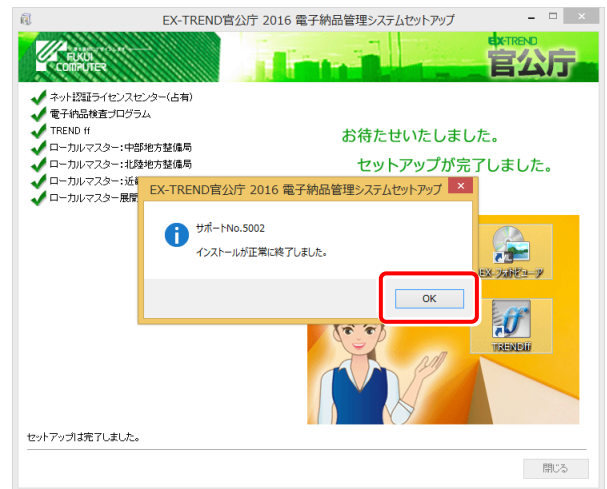 EX-TREND官公庁 2016 電子納品管理システムセットアップ
FUKUI
COMPUTER
EX-TREND
官公庁
ネット認証ライセンスセンター(占有)
電子納品検査プログラム
TREND ff
ローカルマスター:中部地方整備局
ローカルマスター:北陸地方整備局
ローカルマスター:近
ローカルマスター展開
お待たせいたしました。
セットアップが完了しました。
EX-TREND官公庁 2016 電子納品管理システムセットアップ
サポートNo.5002
インストールが正常に終了しました。
OK
EX-フォトビューア
TRENDff
セットアップは完了しました。
閉じる